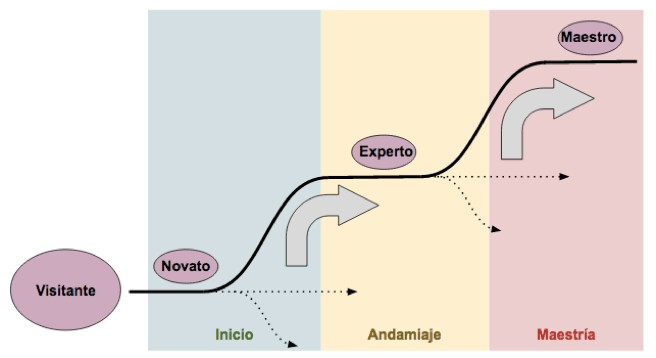 Maestro
Experto
Novato
Visitante
Inicio
Andamiaje
Maestría